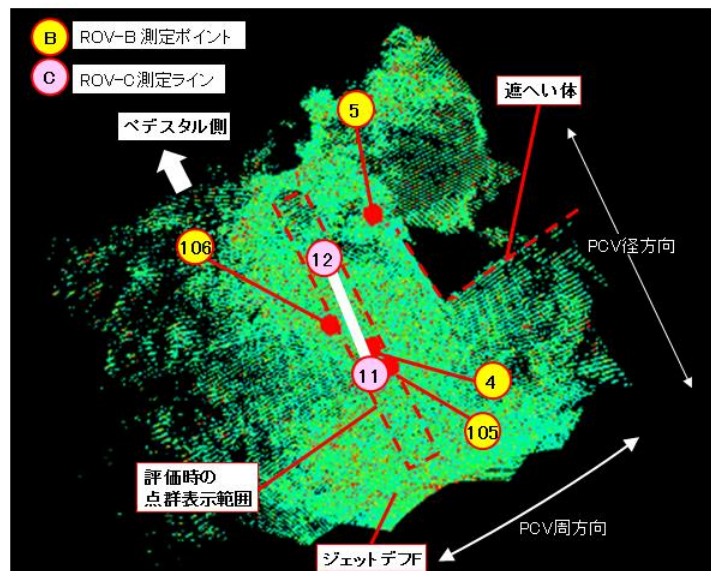 B ROV-B 測定ポイント
C ROV-C 測定ライン
遮へい体
ペデスタル側
5
PCV径方向
106
12
11
4
105
評価時の
点群表示範囲
PCV周方向
ジェットデフF